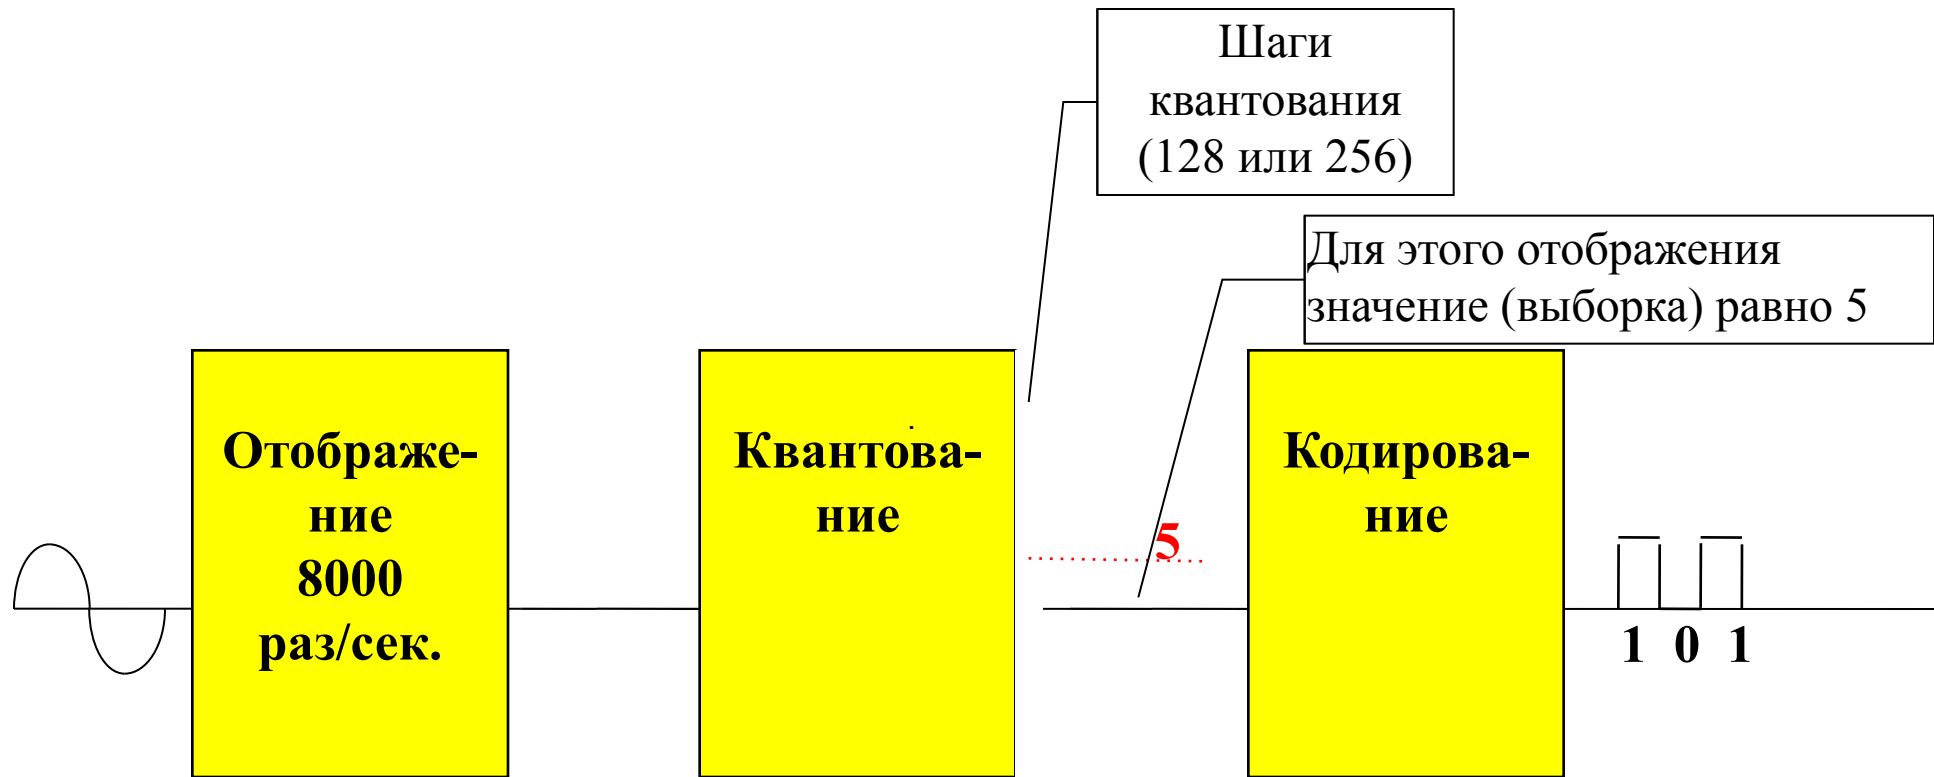 Шаги
квантования
(128 или 256)
Для этого отображения
значение (выборка) равно 5
Отображе-
ние
8000
раз/сек.
Квантова-
ние
5
Кодирова-
ние
1 0 1